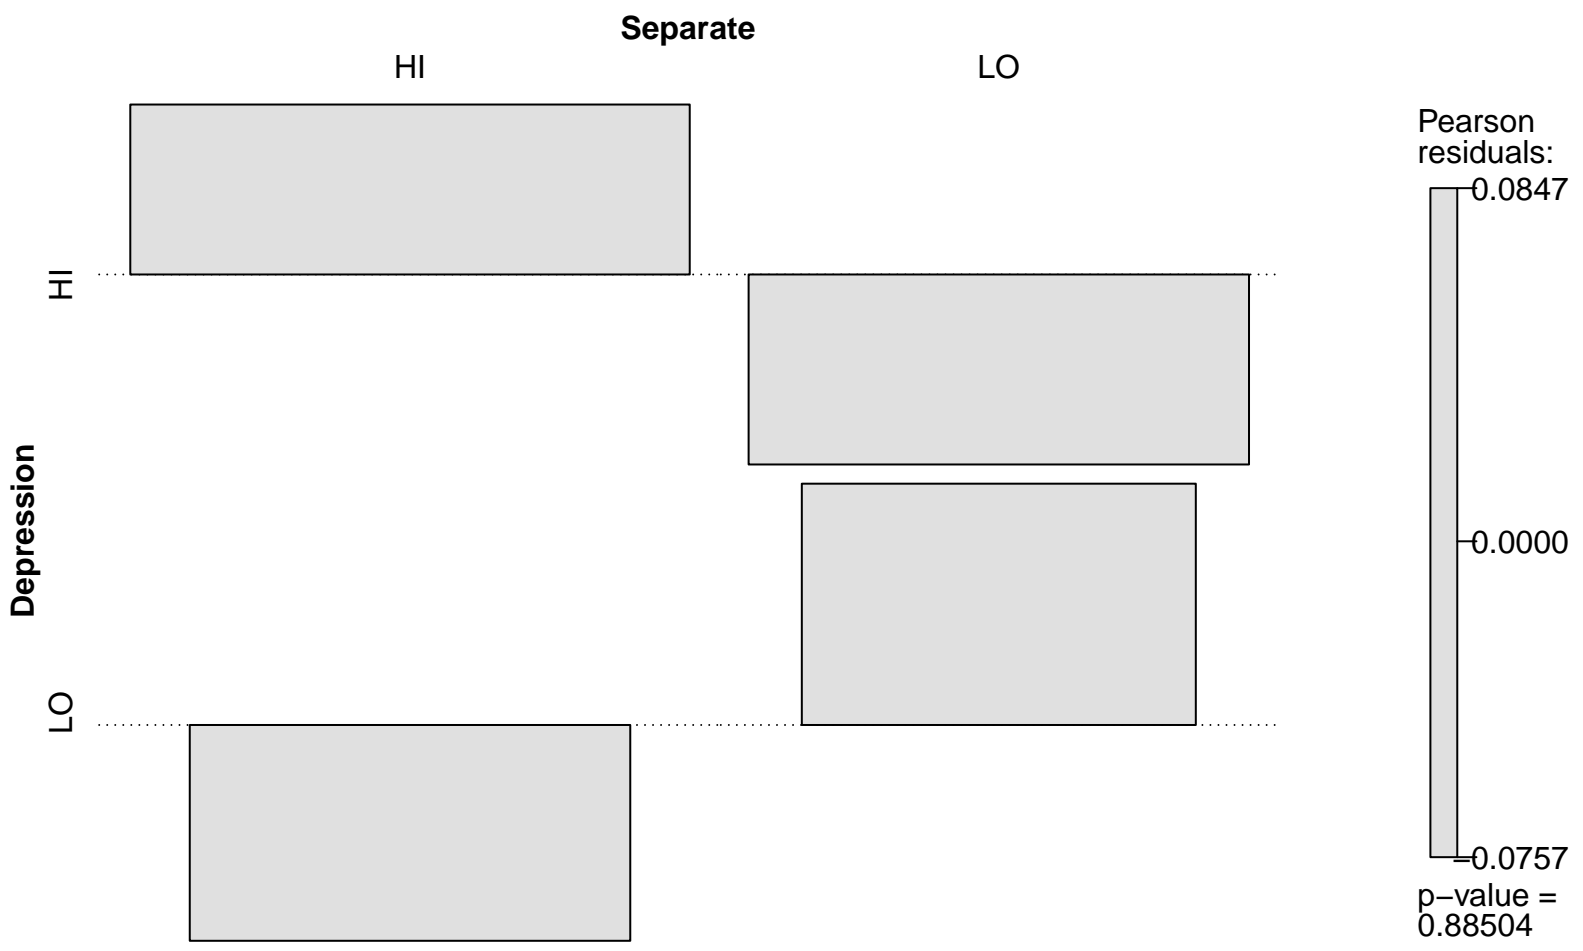 Separate
HI LO
Pearson
residuals:
0.0847
HI
0.0000
Depression
LO
−0.0757
p−value =
0.88504